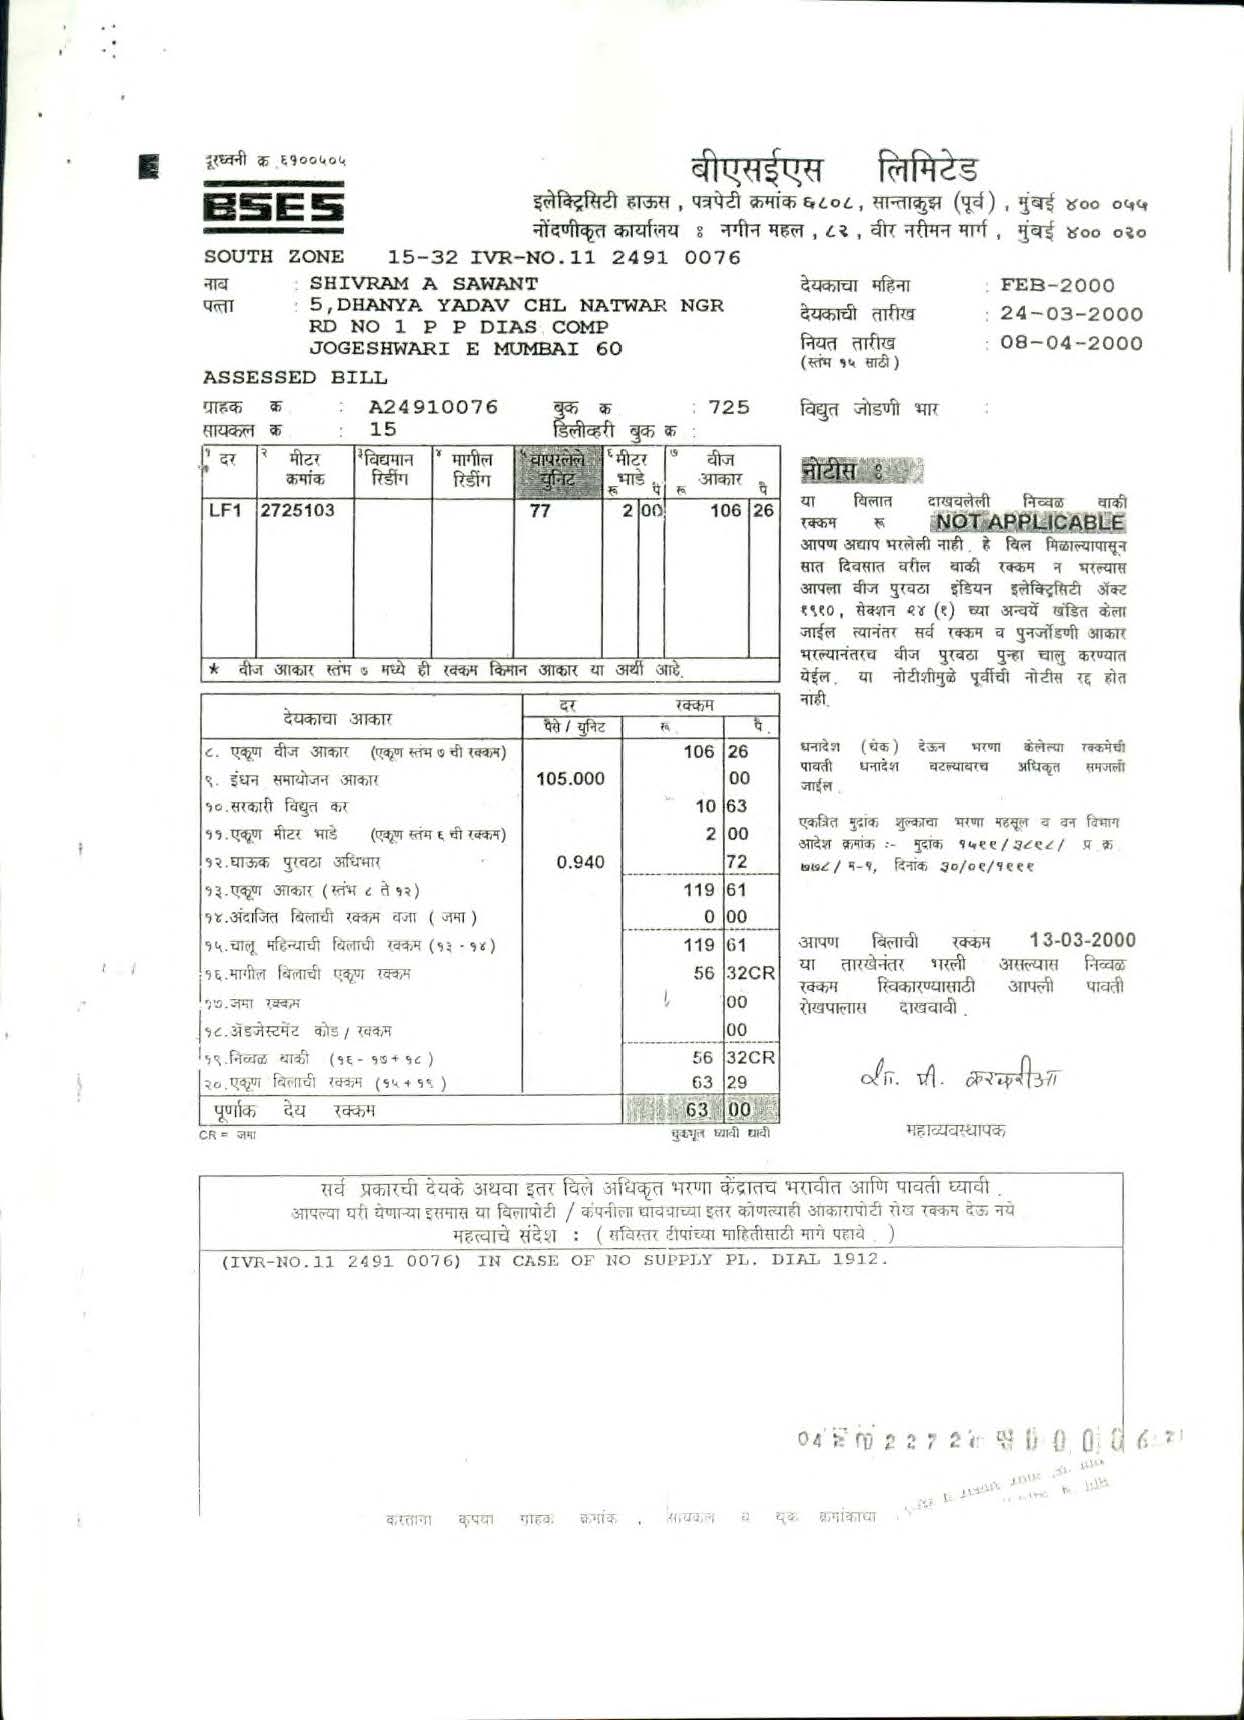 दूरध्वनी क्र ६१००५०५
BSES
बीएसईएस लिमिटेड
इलेक्ट्रिसिटी हाऊस , पत्रपेटी क्रमांक ६८०८, सान्ताक्रुझ (पूर्व) , मुंबई ४०० ०५५
नोंदणीकृत कार्यालय : नगीन महल , ८२ , वीर नरीमन मार्ग , मुंबई ४०० ०२०
SOUTH ZONE 15-32 IVR-NO.11 2491 0076
नाव : SHIVRAM A SAWANT
पत्ता : 5,DHANYA YADAV CHL NATWAR NGR
RD NO 1 P P DIAS COMP
JOGESHWARI E MUMBAI 60
देयकाचा महिना : FEB-2000
देयकाची तारीख : 24-03-2000
नियत तारीख : 08-04-2000
(स्तंभ १५ साठी)
ASSESSED BILL
ग्राहक क्र : A24910076 बुक क्र : 725
सायकल क्र : 15 डिलीव्हरी बुक क्र :
विद्युत जोडणी भार :
१ दर * २ मीटर क्रमांक ३ विद्यमान रिडींग ४ मागील रिडींग ५ वापरलेले युनिट ६ मीटर भाडे रू पै ७ वीज आकार रू पै
LF1 2725103 77 2 00 106 26
* वीज आकार स्तंभ ७ मध्ये ही रक्कम किमान आकार या अर्थी आहे.
देयकाचा आकार दर पैसे / युनिट रक्कम रू. पै.
८. एकूण वीज आकार (एकूण स्तंभ ७ ची रक्कम) 106 26
९. इंधन समायोजन आकार 105.000 00
१०.सरकारी विद्युत कर 10 63
११.एकूण मीटर भाडे (एकूण स्तंभ ६ ची रक्कम) 2 00
१२.घाऊक पुरवठा अधिभार 0.940 72
१३.एकूण आकार (स्तंभ ८ ते १२) 119 61
१४.अंदाजित बिलाची रक्कम वजा ( जमा ) 0 00
१५.चालू महिन्याची बिलाची रक्कम (१३ - १४) 119 61
१६.मागील बिलाची एकूण रक्कम 56 32CR
१७.जमा रक्कम 00
१८.अ‍ॅडजेस्टमेंट कोड / रक्कम 00
१९.निव्वळ बाकी (१६ - १७ + १८ ) 56 32CR
२०.एकूण बिलाची रक्कम (१५ + १९ ) 63 29
पूर्णाक देय रक्कम 63 00
CR = जमा चुकभूल घ्यावी द्यावी
नोटीस :
या बिलात दाखवलेली निव्वळ बाकी
रक्कम रू NOT APPLICABLE
आपण अद्याप भरलेली नाही . हे बिल मिळाल्यापासून
सात दिवसात वरील बाकी रक्कम न भरल्यास
आपला वीज पुरवठा इंडियन इलेक्ट्रिसिटी अ‍ॅक्ट
१९१०, सेक्शन २४ (१) च्या अन्वयें खंडित केला
जाईल त्यानंतर सर्व रक्कम व पुनर्जोडणी आकार
भरल्यानंतरच वीज पुरवठा पुन्हा चालु करण्यात
येईल. या नोटीशीमुळे पूर्वीची नोटीस रद्द होत
नाही.
धनादेश (चेक) देऊन भरणा केलेल्या रक्कमेची
पावती धनादेश वटल्यावरच अधिकृत समजली
जाईल .
एकत्रित मुद्रांक शुल्काचा भरणा महसूल व वन विभाग
आदेश क्रमांक :- मुद्रांक १५९९/३८९८/ प्र क्र
७७८/ म-१, दिनांक ३०/०९/१९९९
आपण बिलाची रक्कम 13-03-2000
या तारखेनंतर भरली असल्यास निव्वळ
रक्कम स्विकारण्यासाठी आपली पावती
रोखपालास दाखवावी .
महाव्यवस्थापक
सर्व प्रकारची देयके अथवा इतर बिले अधिकृत भरणा केंद्रातच भरावीत आणि पावती घ्यावी .
आपल्या घरी येणाऱ्या इसमास या बिलापोटी / कंपनीला द्यावयाच्या इतर कोणत्याही आकारापोटी रोख रक्कम देऊ नये
महत्वाचे संदेश : ( सविस्तर टीपांच्या माहितीसाठी मागे पहावे . )
(IVR-NO.11 2491 0076) IN CASE OF NO SUPPLY PL. DIAL 1912.
करताना कृपया ग्राहक क्रमांक , सायकल व बुक क्रमांकाचा